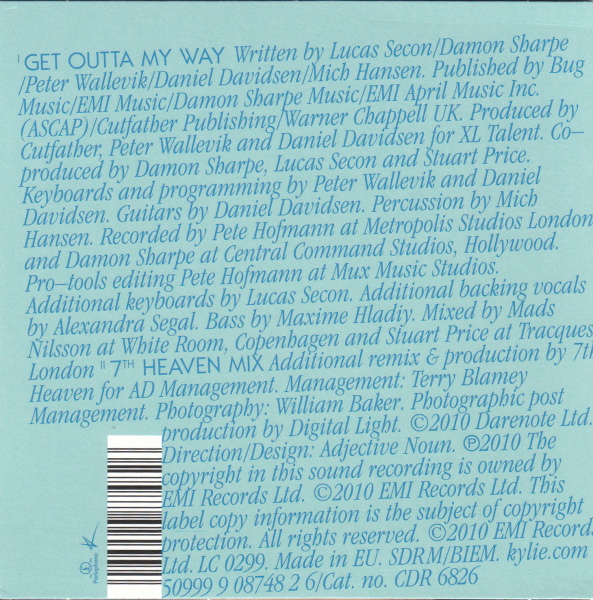 I GET OUTTA MY WAY Written by Lucas Secon/Damon Sharpe
/Peter Wallevik/Daniel Davidsen/Mich Hansen. Published by Bug
Music/EMI Music/Damon Sharpe Music/EMI April Music Inc.
(ASCAP)/Cutfather Publishing/Warner Chappell UK. Produced by
Cutfather, Peter Wallevik and Daniel Davidsen for XL Talent. Co—
produced by Damon Sharpe, Lucas Secon and Stuart Price.
Keyboards and programming by Peter Wallevik and Daniel
Davidsen. Guitars by Daniel Davidsen. Percussion by Mich
Hansen. Recorded by Pete Hofmann at Metropolis Studios London
and Damon Sharpe at Central Command Studios, Hollywood.
Pro—tools editing Pete Hofmann at Mux Music Studios.
Additional keyboards by Lucas Secon. Additional backing vocals
by Alexandra Segal. Bass by Maxime Hladiy. Mixed by Mads
Nilsson at White Room, Copenhagen and Stuart Price at Tracques
London II 7TH HEAVEN MIX Additional remix & production by 7th
Heaven for AD Management. Management: Terry Blamey
Management. Photography: William Baker. Photographic post
production by Digital Light. ©2010 Darenote Ltd.
Direction/Design: Adjective Noun. ℗2010 The
copyright in this sound recording is owned by
EMI Records Ltd. ©2010 EMI Records Ltd. This
label copy information is the subject of copyright
protection. All rights reserved. ©2010 EMI Records
Ltd. LC 0299. Made in EU. SDRM/BIEM. kylie.com
50999 9 08748 2 6/Cat. no. CDR 6826
Parlophone
K